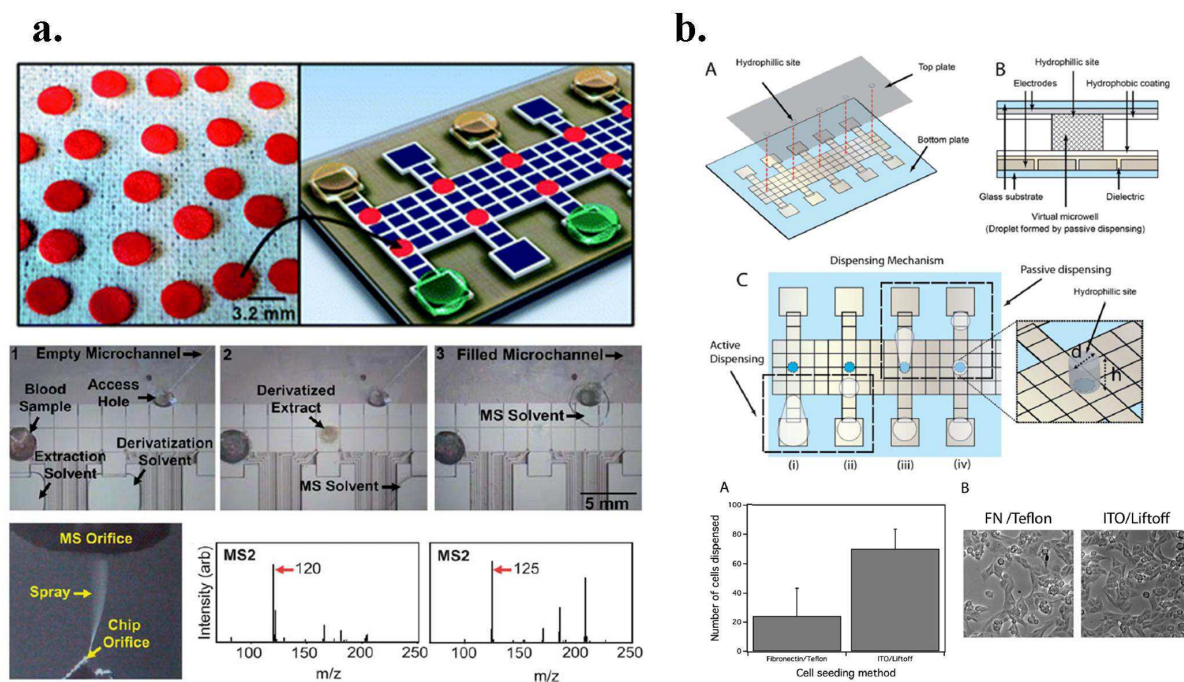 a.
3.2 mm
1 Empty Microchannel
Blood
Sample
Access
Hole
Derivatization
Solvent
Extraction
Solvent
2
Derivatized
Extract
MS Solvent
3 Filled Microchannel
MS Solvent
5 mm
MS Orifice
Spray
Chip
Orifice
Intensity (arb)
MS2
120
100 150 200 250
m/z
MS2
125
100 150 200 250
m/z
b.
A
Hydrophillic site
Top plate
Bottom plate
B
Hydrophillic
site
Electrodes
Hydrophobic coating
Glass substrate
Dielectric
Virtual microwell
(Droplet formed by passive dispensing)
C
Dispensing Mechanism
Passive dispensing
Hydrophillic site
Active
Dispensing
d
h
(i) (ii) (iii) (iv)
A
Number of cells dispensed
100
80
60
40
20
0
Fibronectin/Teflon ITO/Liftoff
Cell seeding method
B
FN /Teflon ITO/Liftoff